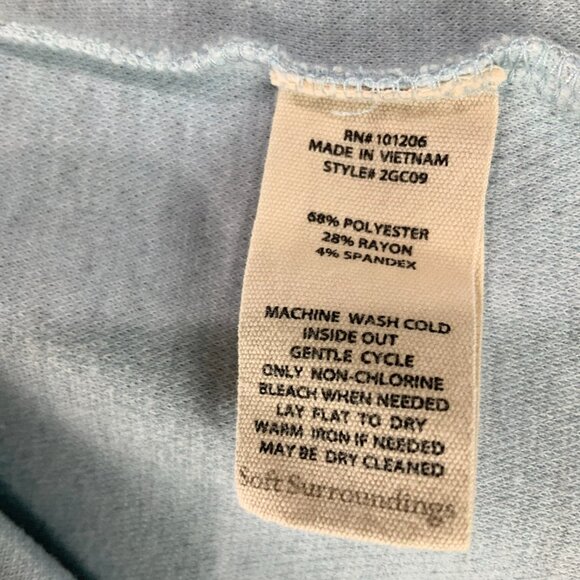 RN# 101206
MADE IN VIETNAM
STYLE# 2GC09
68% POLYESTER
28% RAYON
4% SPANDEX
MACHINE WASH COLD
INSIDE OUT
GENTLE CYCLE
ONLY NON-CHLORINE
BLEACH WHEN NEEDED
LAY FLAT TO DRY
WARM IRON IF NEEDED
MAY BE DRY CLEANED
Soft Surroundings